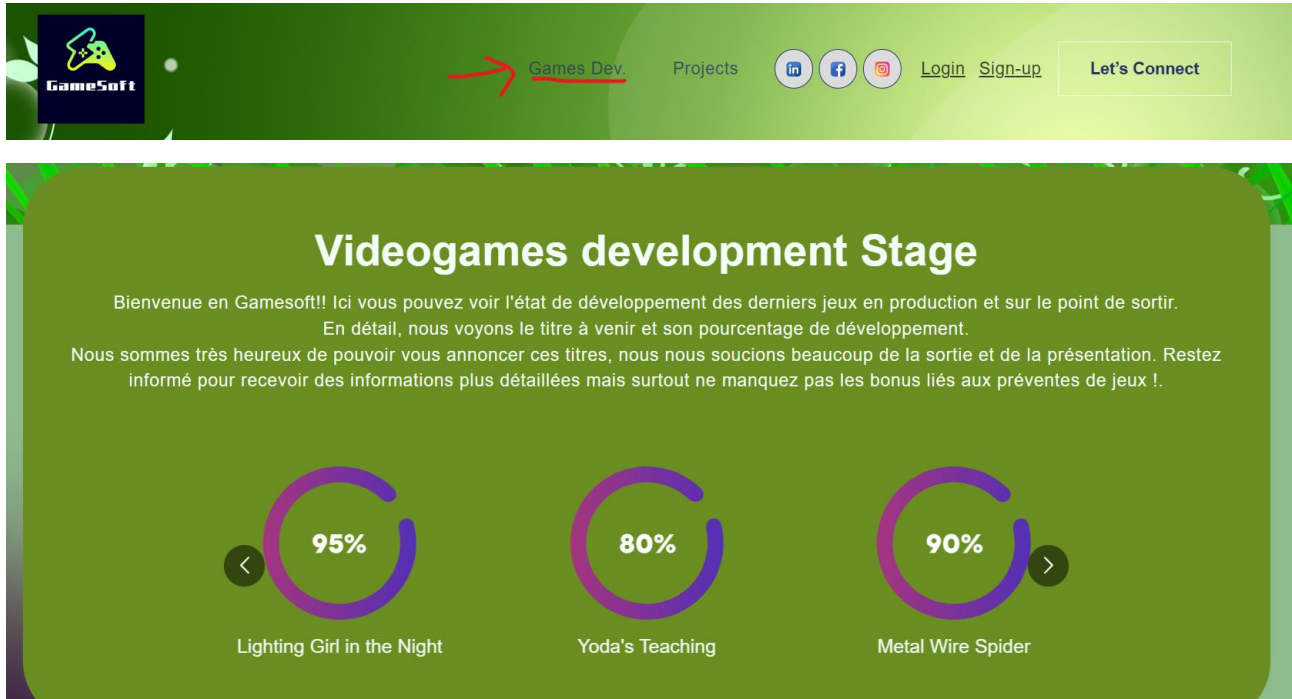 GameSoft
Games Dev.
Projects
Login
Sign-up
Let's Connect
Videogames development Stage
Bienvenue en Gamesoft!! Ici vous pouvez voir l'état de développement des derniers jeux en production et sur le point de sortir.
En détail, nous voyons le titre à venir et son pourcentage de développement.
Nous sommes très heureux de pouvoir vous annoncer ces titres, nous nous soucions beaucoup de la sortie et de la présentation. Restez
informé pour recevoir des informations plus détaillées mais surtout ne manquez pas les bonus liés aux préventes de jeux !.
95%
80%
90%
Lighting Girl in the Night
Yoda's Teaching
Metal Wire Spider